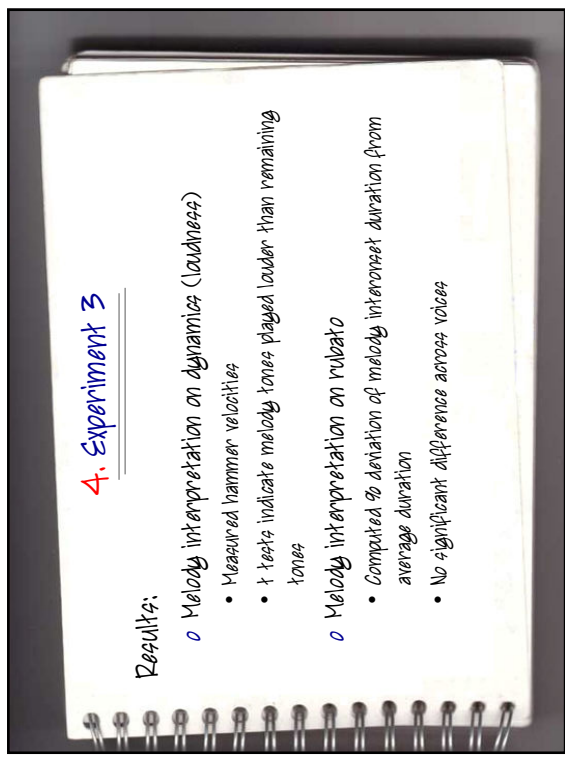 4. Experiment 3
Results:
o Melody interpretation on dynamics (loudness)
• Measured hammer velocities
• t tests indicate melody tones played louder than remaining
tones
o Melody interpretation on rubato
• Computed % deviation of melody interonset duration from
average duration
• No significant difference across voices